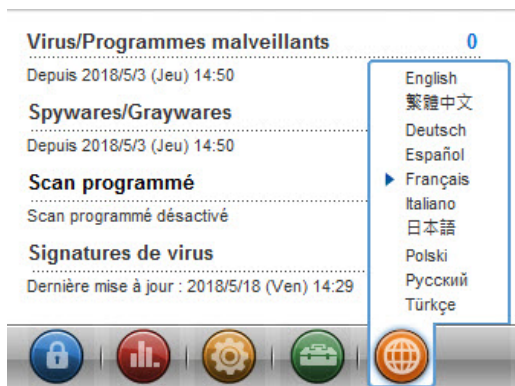 Virus/Programmes malveillants 0
Depuis 2018/5/3 (Jeu) 14:50
Spywares/Graywares
Depuis 2018/5/3 (Jeu) 14:50
Scan programmé
Scan programmé désactivé
Signatures de virus
Dernière mise à jour : 2018/5/18 (Ven) 14:29
English
繁體中文
Deutsch
Español
Français
Italiano
日本語
Polski
Русский
Türkçe